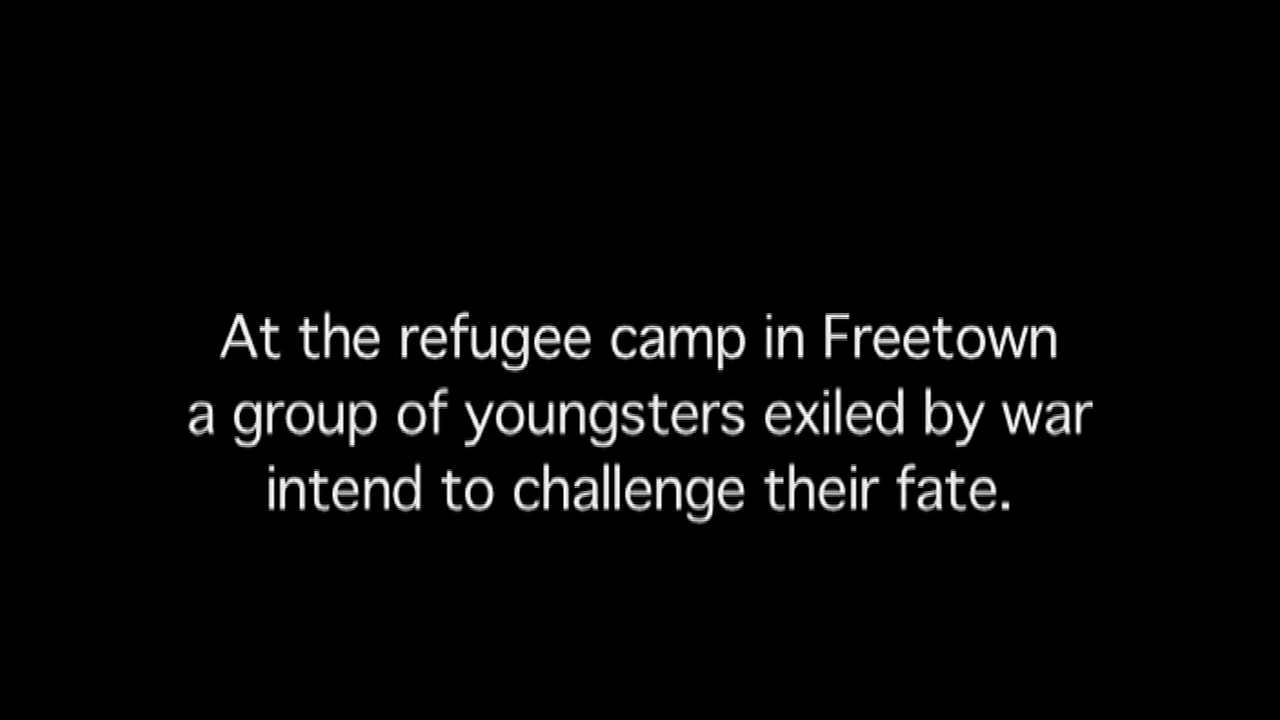 At the refugee camp in Freetown
a group of youngsters exiled by war
intend to challenge their fate.